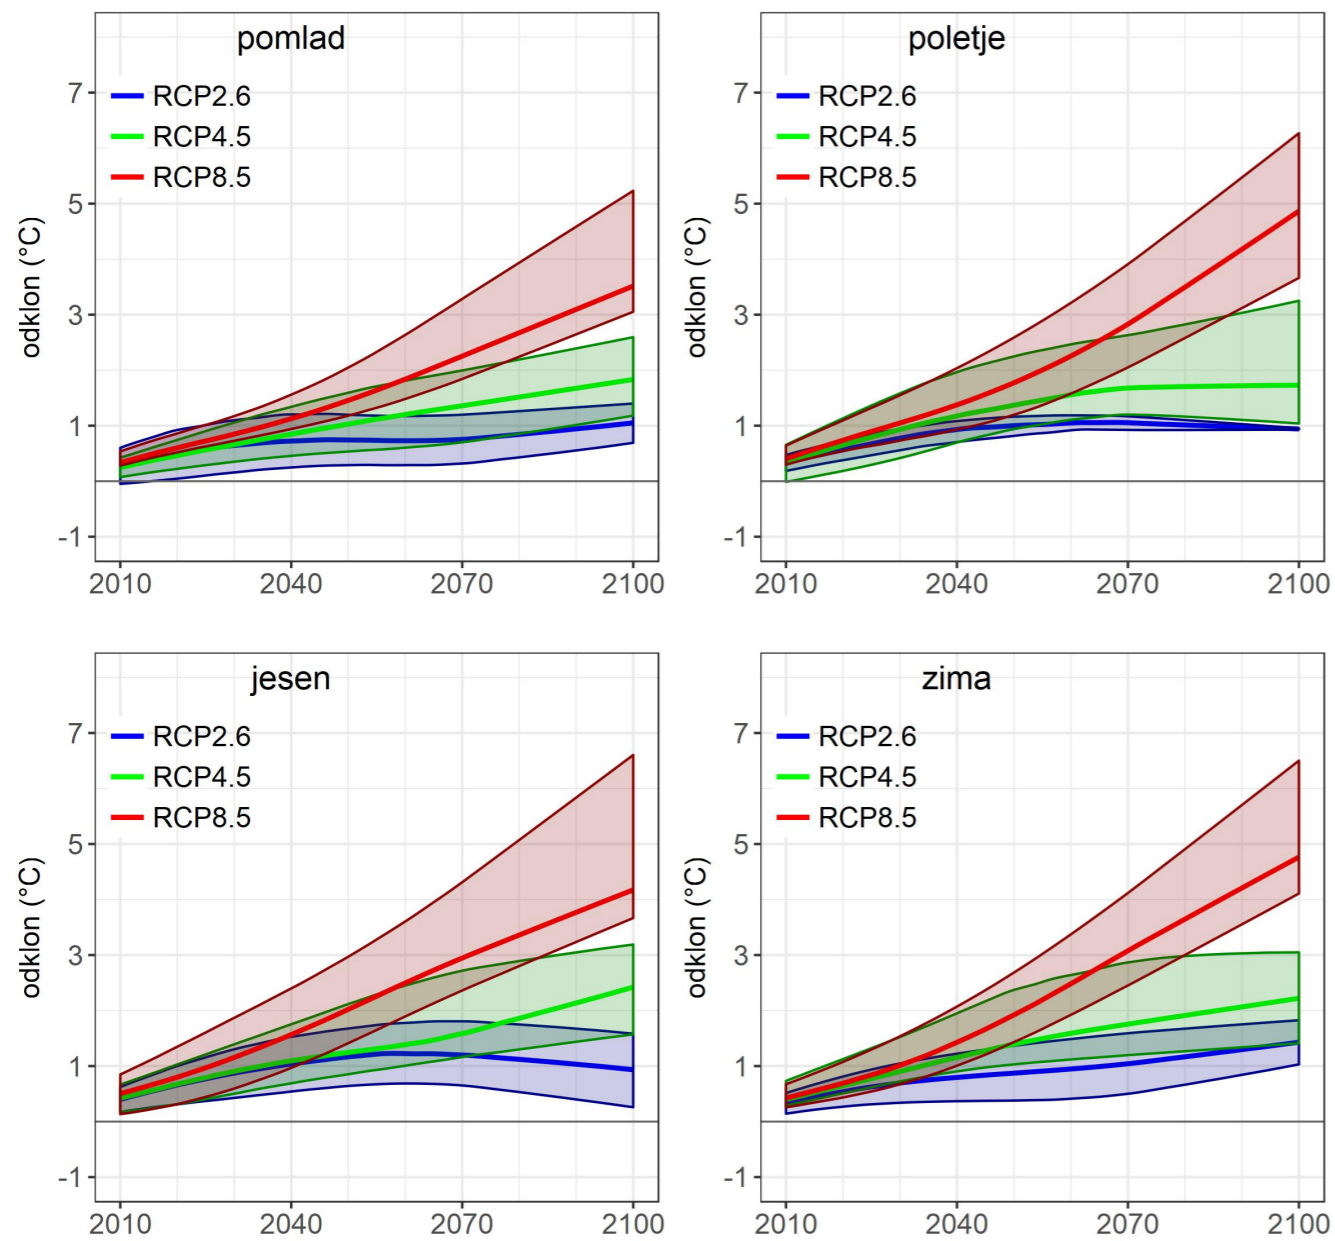 pomlad
RCP2.6
RCP4.5
RCP8.5
odklon (°C)
7
5
3
1
-1
2010 2040 2070 2100
poletje
RCP2.6
RCP4.5
RCP8.5
odklon (°C)
7
5
3
1
-1
2010 2040 2070 2100
jesen
RCP2.6
RCP4.5
RCP8.5
odklon (°C)
7
5
3
1
-1
2010 2040 2070 2100
zima
RCP2.6
RCP4.5
RCP8.5
odklon (°C)
7
5
3
1
-1
2010 2040 2070 2100